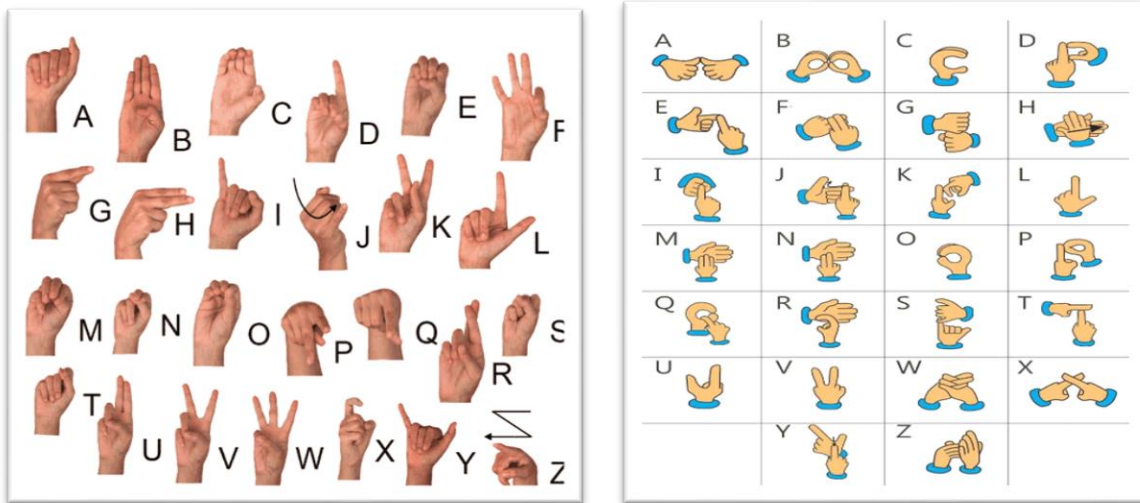 A B C D E F
G H I J K L
M N O P Q R S
T U V W X Y Z
A B C D
E F G H
I J K L
M N O P
Q R S T
U V W X
Y Z